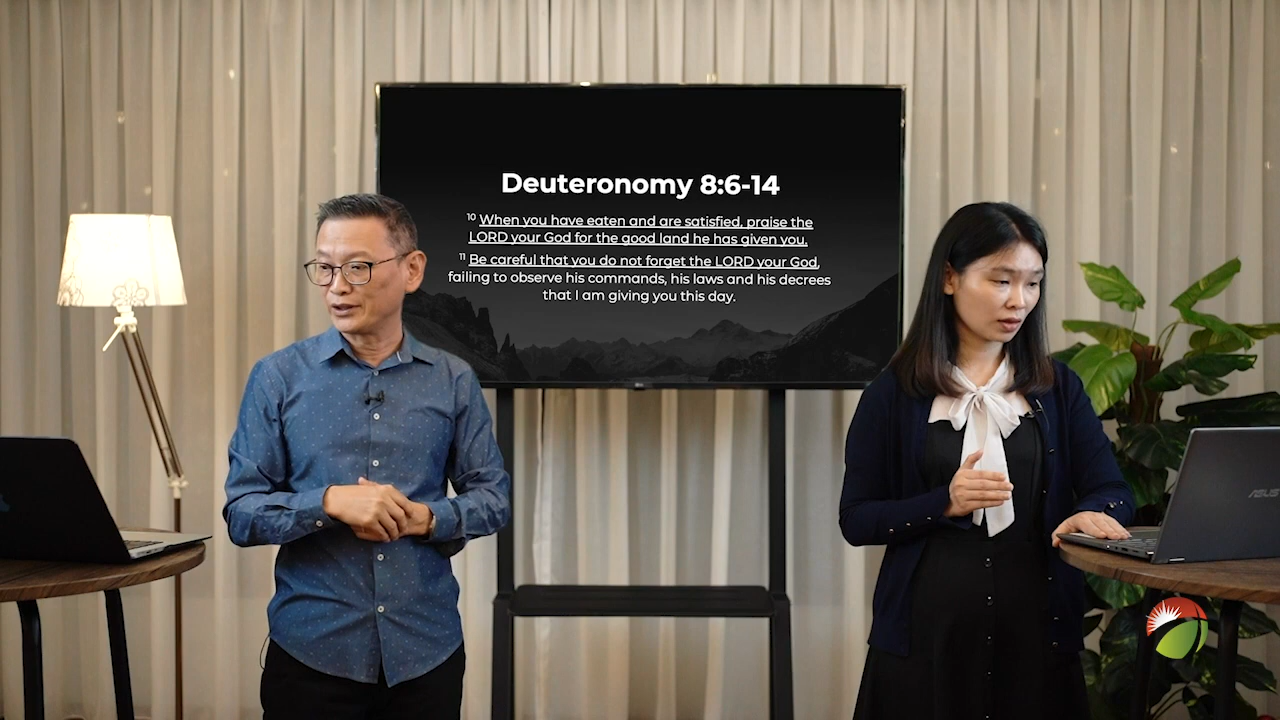 Deuteronomy 8:6-14
10 When you have eaten and are satisfied, praise the
LORD your God for the good land he has given you.
11 Be careful that you do not forget the LORD your God,
failing to observe his commands, his laws and his decrees
that I am giving you this day.
ASUS